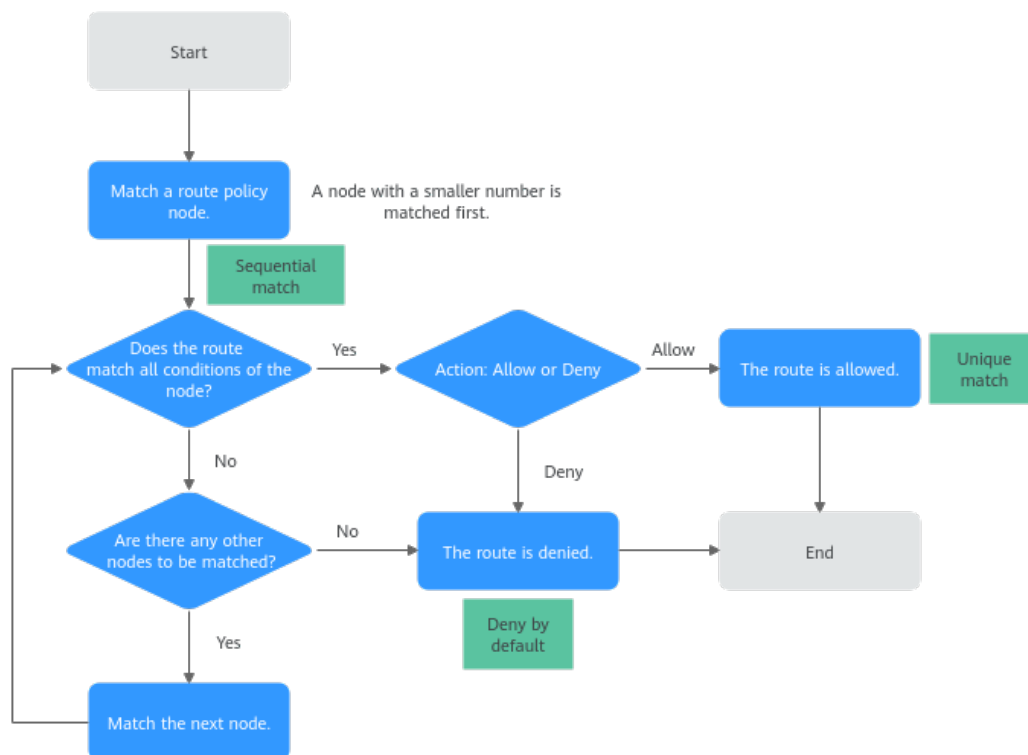 Start
Match a route policy
node.
A node with a smaller number is
matched first.
Sequential
match
Does the route
match all conditions of the
node?
Yes
Action: Allow or Deny
Allow
The route is allowed.
Unique
match
No
Deny
Are there any other
nodes to be matched?
No
The route is denied.
End
Deny by
default
Yes
Match the next node.